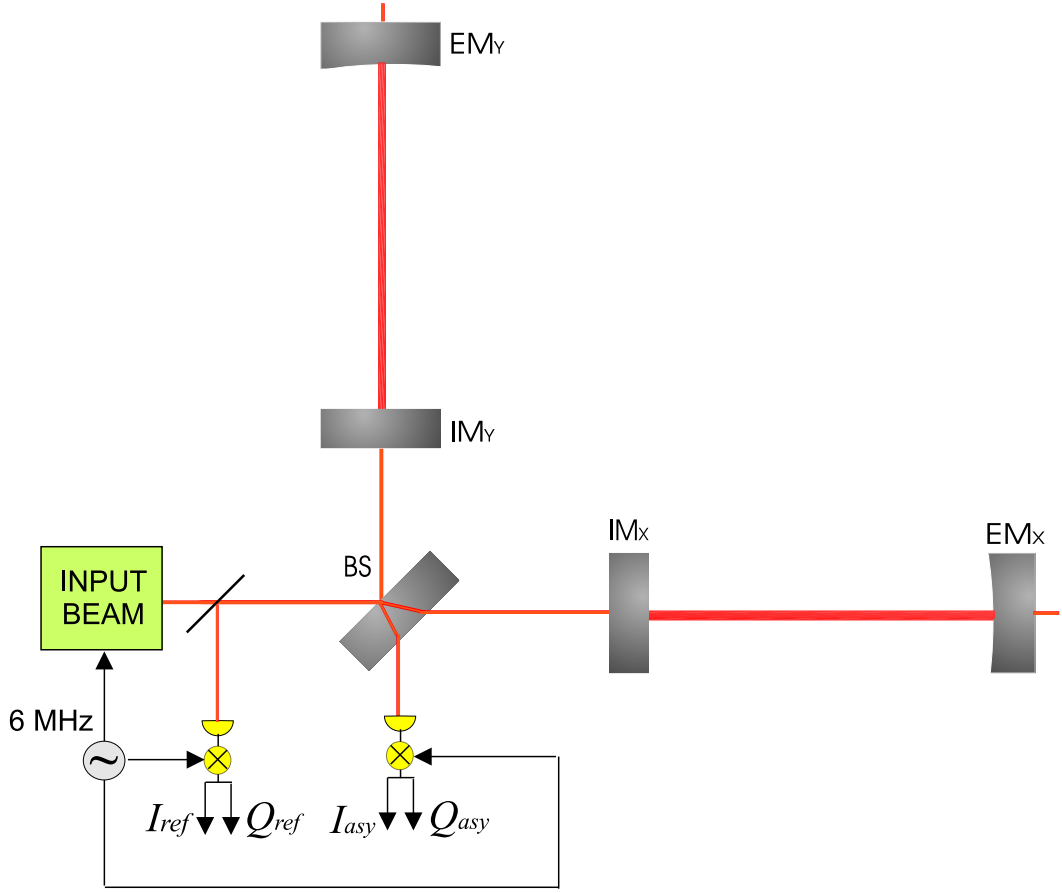 EMY
IMY
IMX
EMX
BS
INPUT
BEAM
6 MHz
~
Iref Qref Iasy Qasy